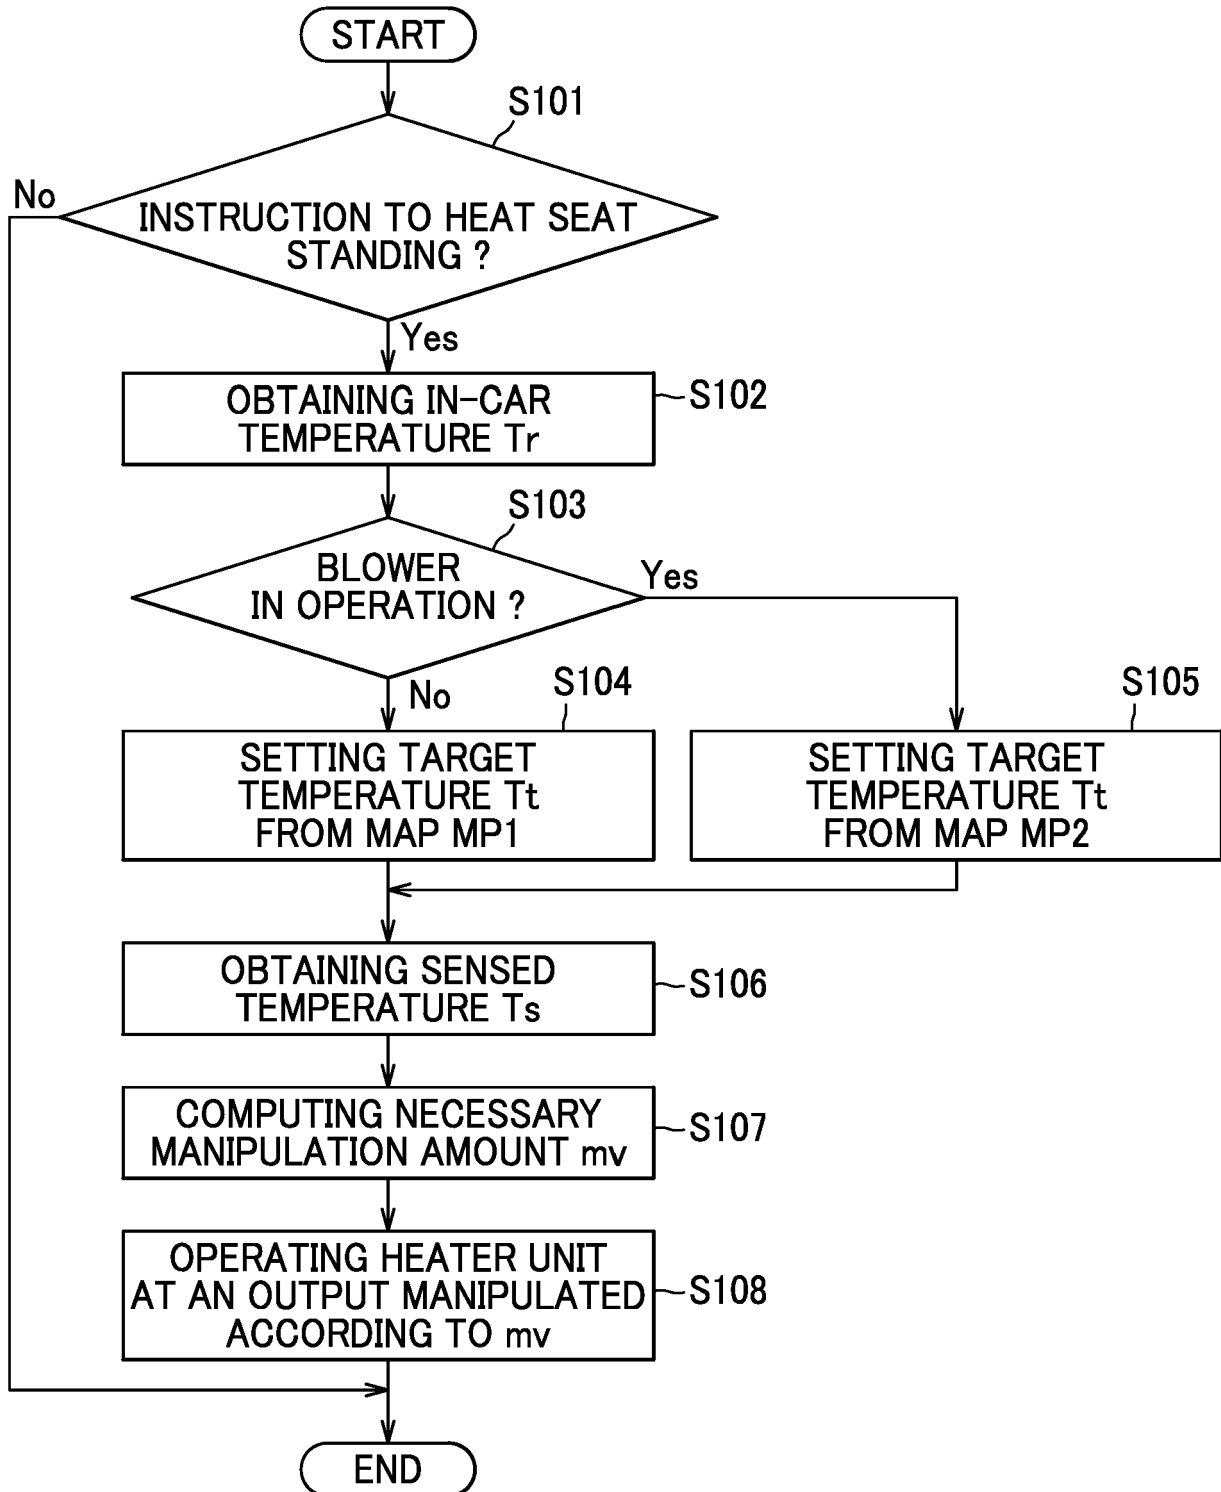 START
S101
No
INSTRUCTION TO HEAT SEAT
STANDING ?
Yes
OBTAINING IN-CAR
TEMPERATURE Tr
S102
S103
BLOWER
IN OPERATION ?
Yes
No
S104
S105
SETTING TARGET
TEMPERATURE Tt
FROM MAP MP1
SETTING TARGET
TEMPERATURE Tt
FROM MAP MP2
OBTAINING SENSED
TEMPERATURE Ts
S106
COMPUTING NECESSARY
MANIPULATION AMOUNT mv
S107
OPERATING HEATER UNIT
AT AN OUTPUT MANIPULATED
ACCORDING TO mv
S108
END